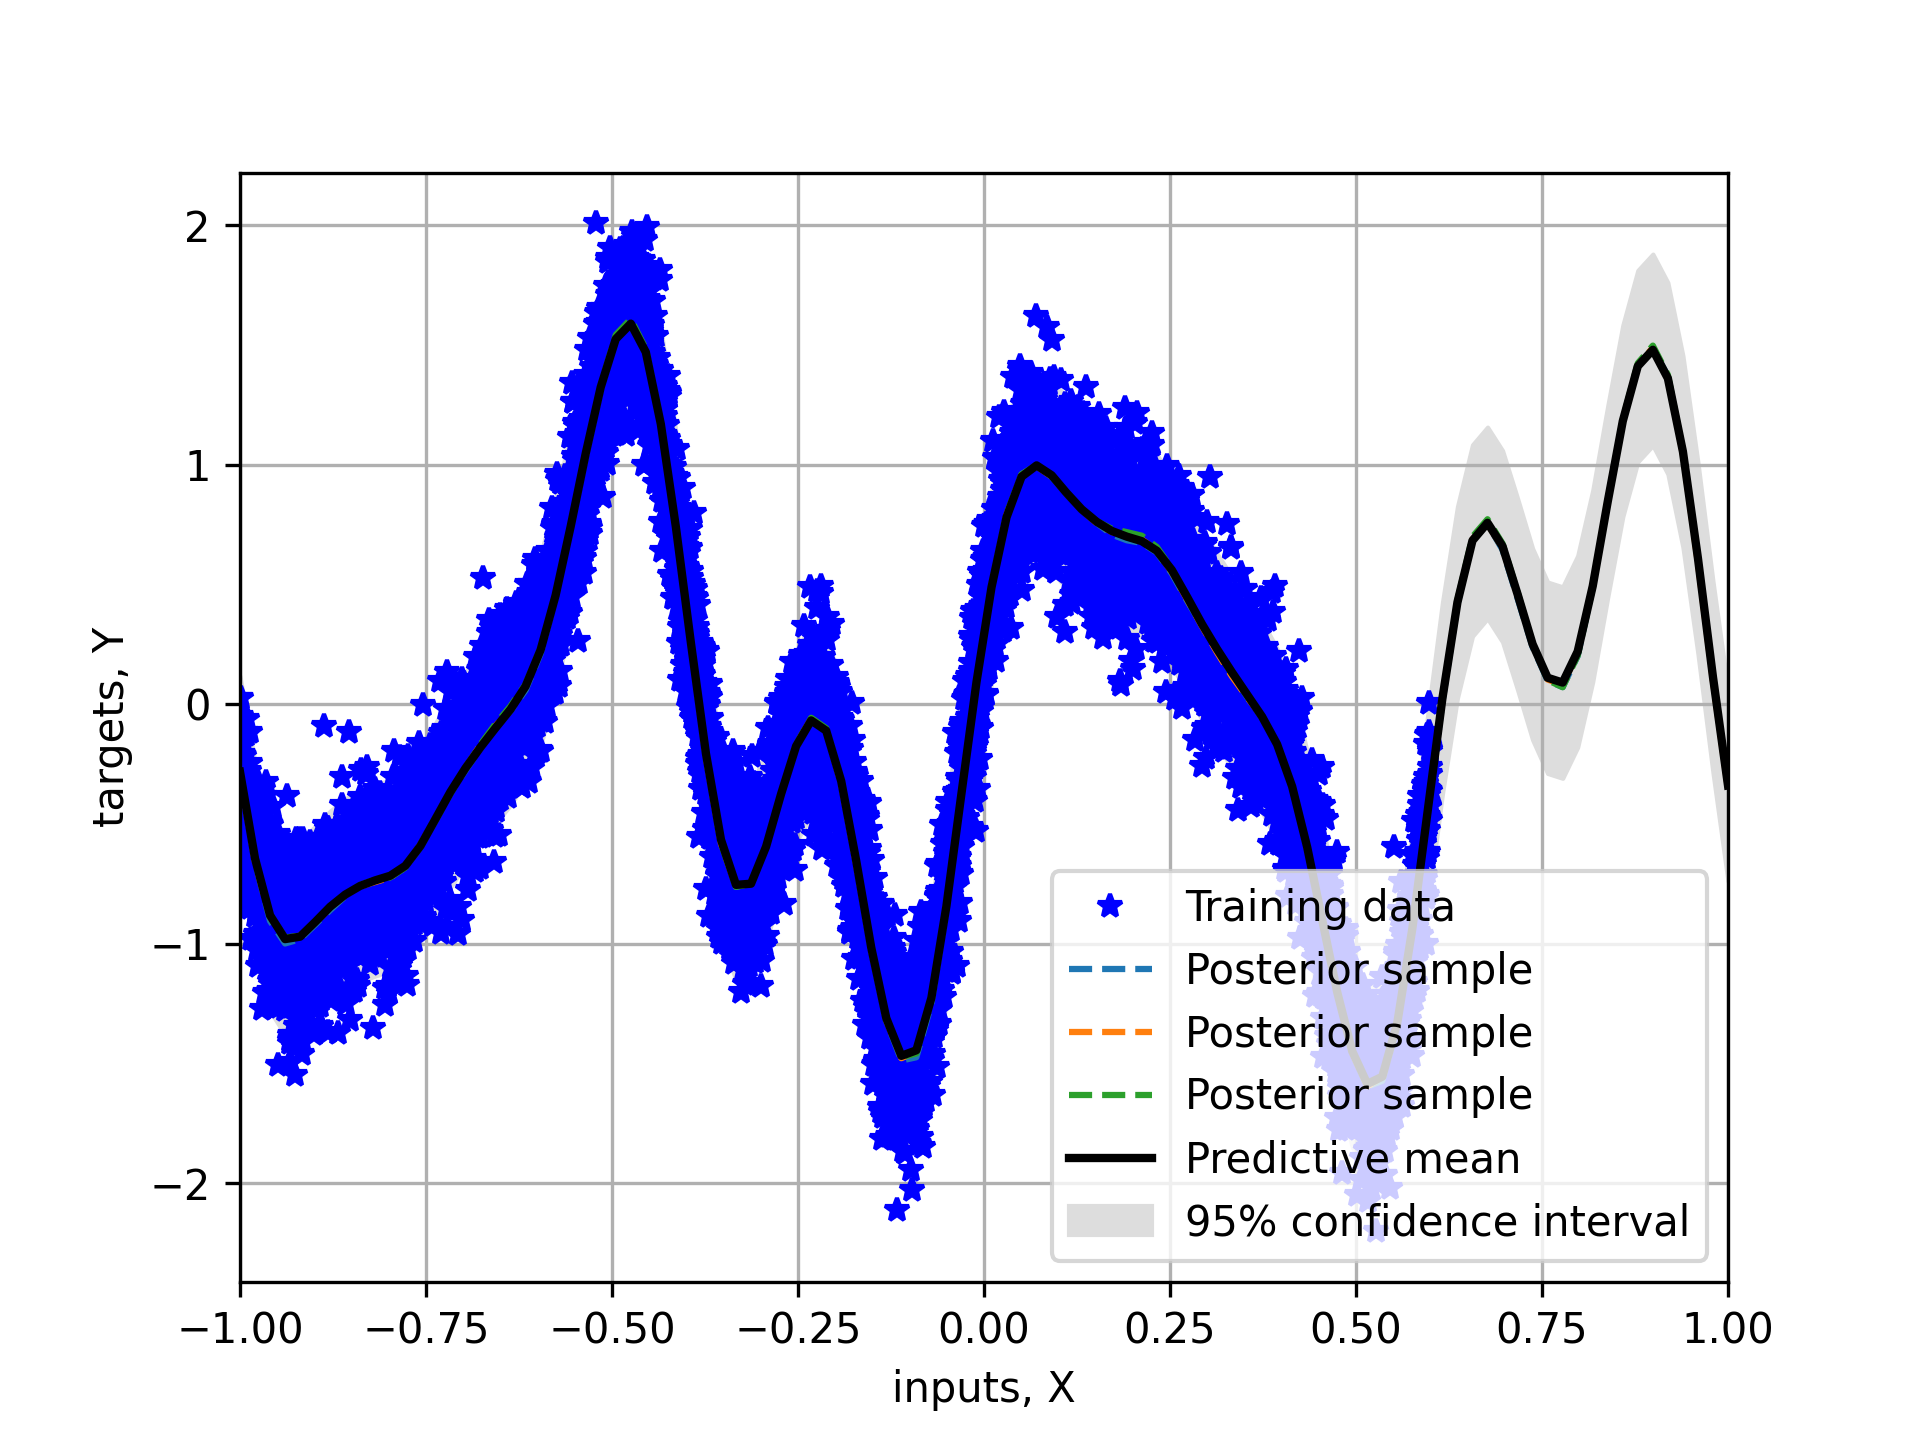 2
1
0
−1
−2
targets, Y
Training data
Posterior sample
Posterior sample
Posterior sample
Predictive mean
95% confidence interval
−1.00 −0.75 −0.50 −0.25 0.00 0.25 0.50 0.75 1.00
inputs, X